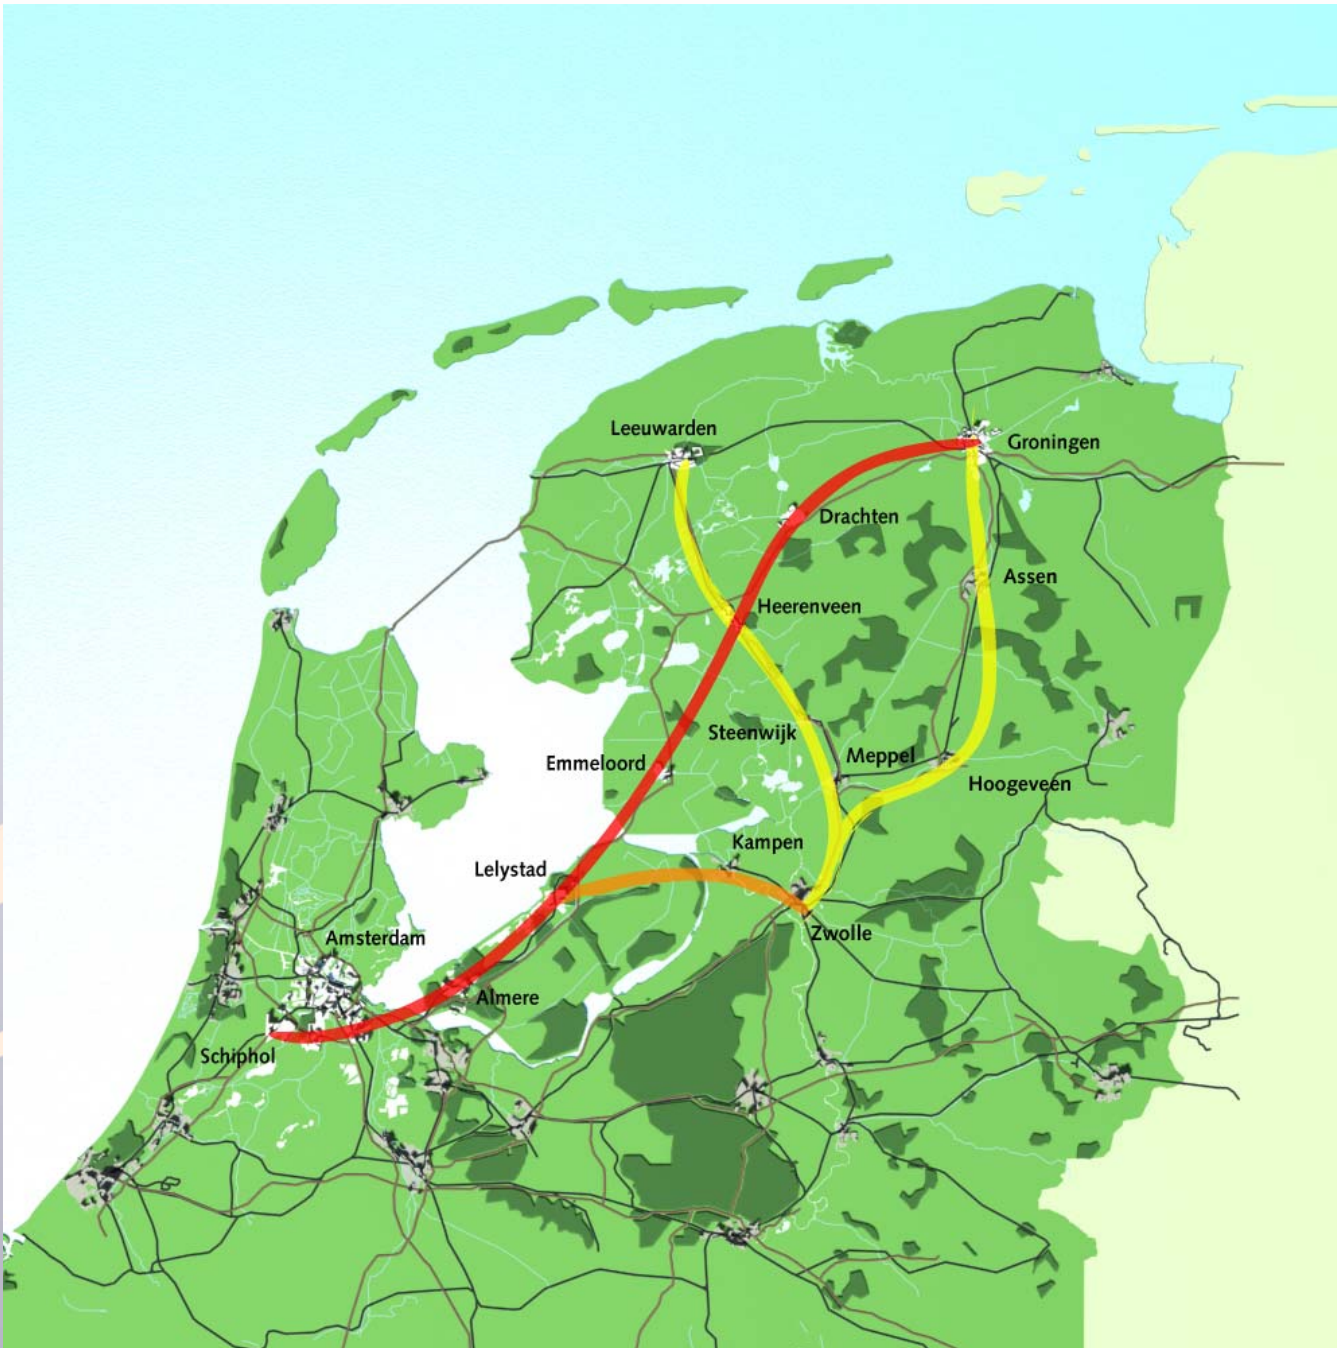 Leeuwarden
Groningen
Drachten
Assen
Heerenveen
Steenwijk
Meppel
Emmeloord
Hoogeveen
Kampen
Lelystad
Zwolle
Amsterdam
Almere
Schiphol